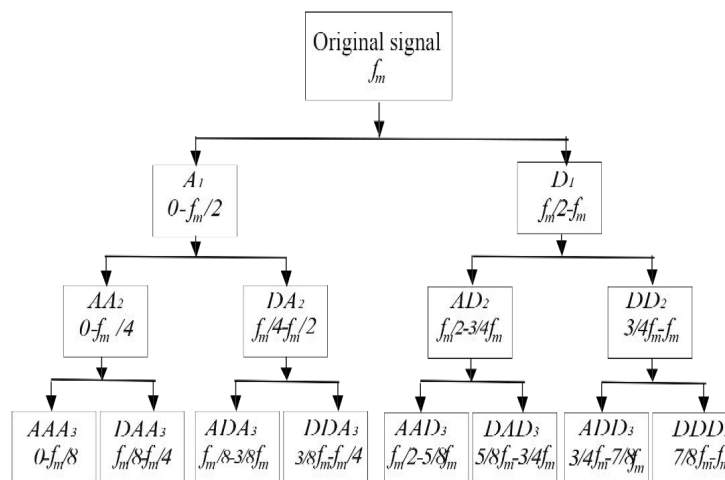 Original signal
fm
A1
0-fm/2
D1
fm/2-fm
AA2
0-fm/4
DA2
fm/4-fm/2
AD2
fm/2-3/4fm
DD2
3/4fm-fm
AAA3
0-fm/8
DAA3
fm/8-fm/4
ADA3
fm/8-3/8fm
DDA3
3/8fm-fm/4
AAD3
fm/2-5/8fm
DAD3
5/8fm-3/4fm
ADD3
3/4fm-7/8fm
DDD
7/8fm-f